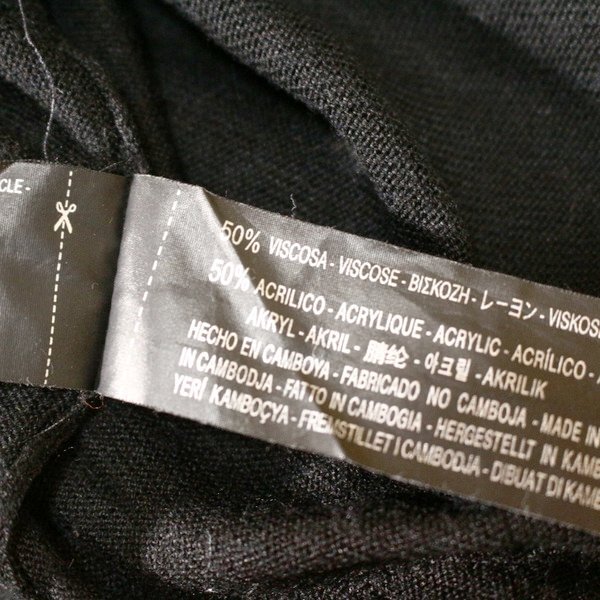 CLE -
50% VISCOSA - VISCOSE - ΒΙΣΚΟΖΗ - レーヨン - VISKOS
50% ACRILICO - ACRYLIQUE - ACRYLIC - ACRÍLICO -
AKRYL - AKRIL - 腈纶 - 아크릴 - AKRILIK
HECHO EN CAMBOYA - FABRICADO NO CAMBOJA - MADE IN
IN CAMBODJA - FATTO IN CAMBOGIA - HERGESTELLT IN KAMB
YERİ KAMBOÇYA - FREMSTILLET I CAMBODJA - DIBUAT DI KAMB